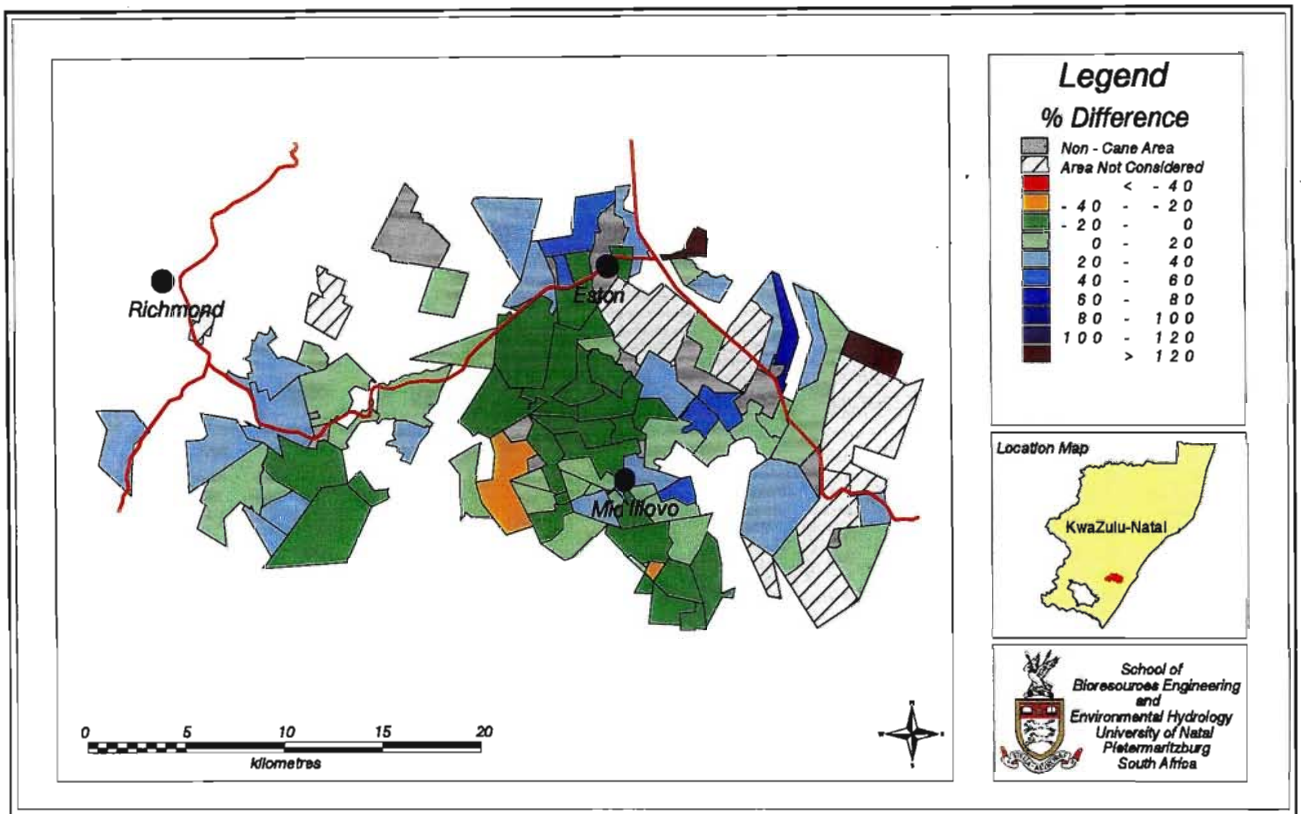 Richmond
Eston
Mid Illovo
0 5 10 15 20
kilometres
Legend
% Difference
Non - Cane Area
Area Not Considered
< - 40
- 40 - - 20
- 20 - 0
0 - 20
20 - 40
40 - 60
60 - 80
80 - 100
100 - 120
> 120
Location Map
KwaZulu-Natal
School of
Bioresources Engineering
and
Environmental Hydrology
University of Natal
Pietermaritzburg
South Africa